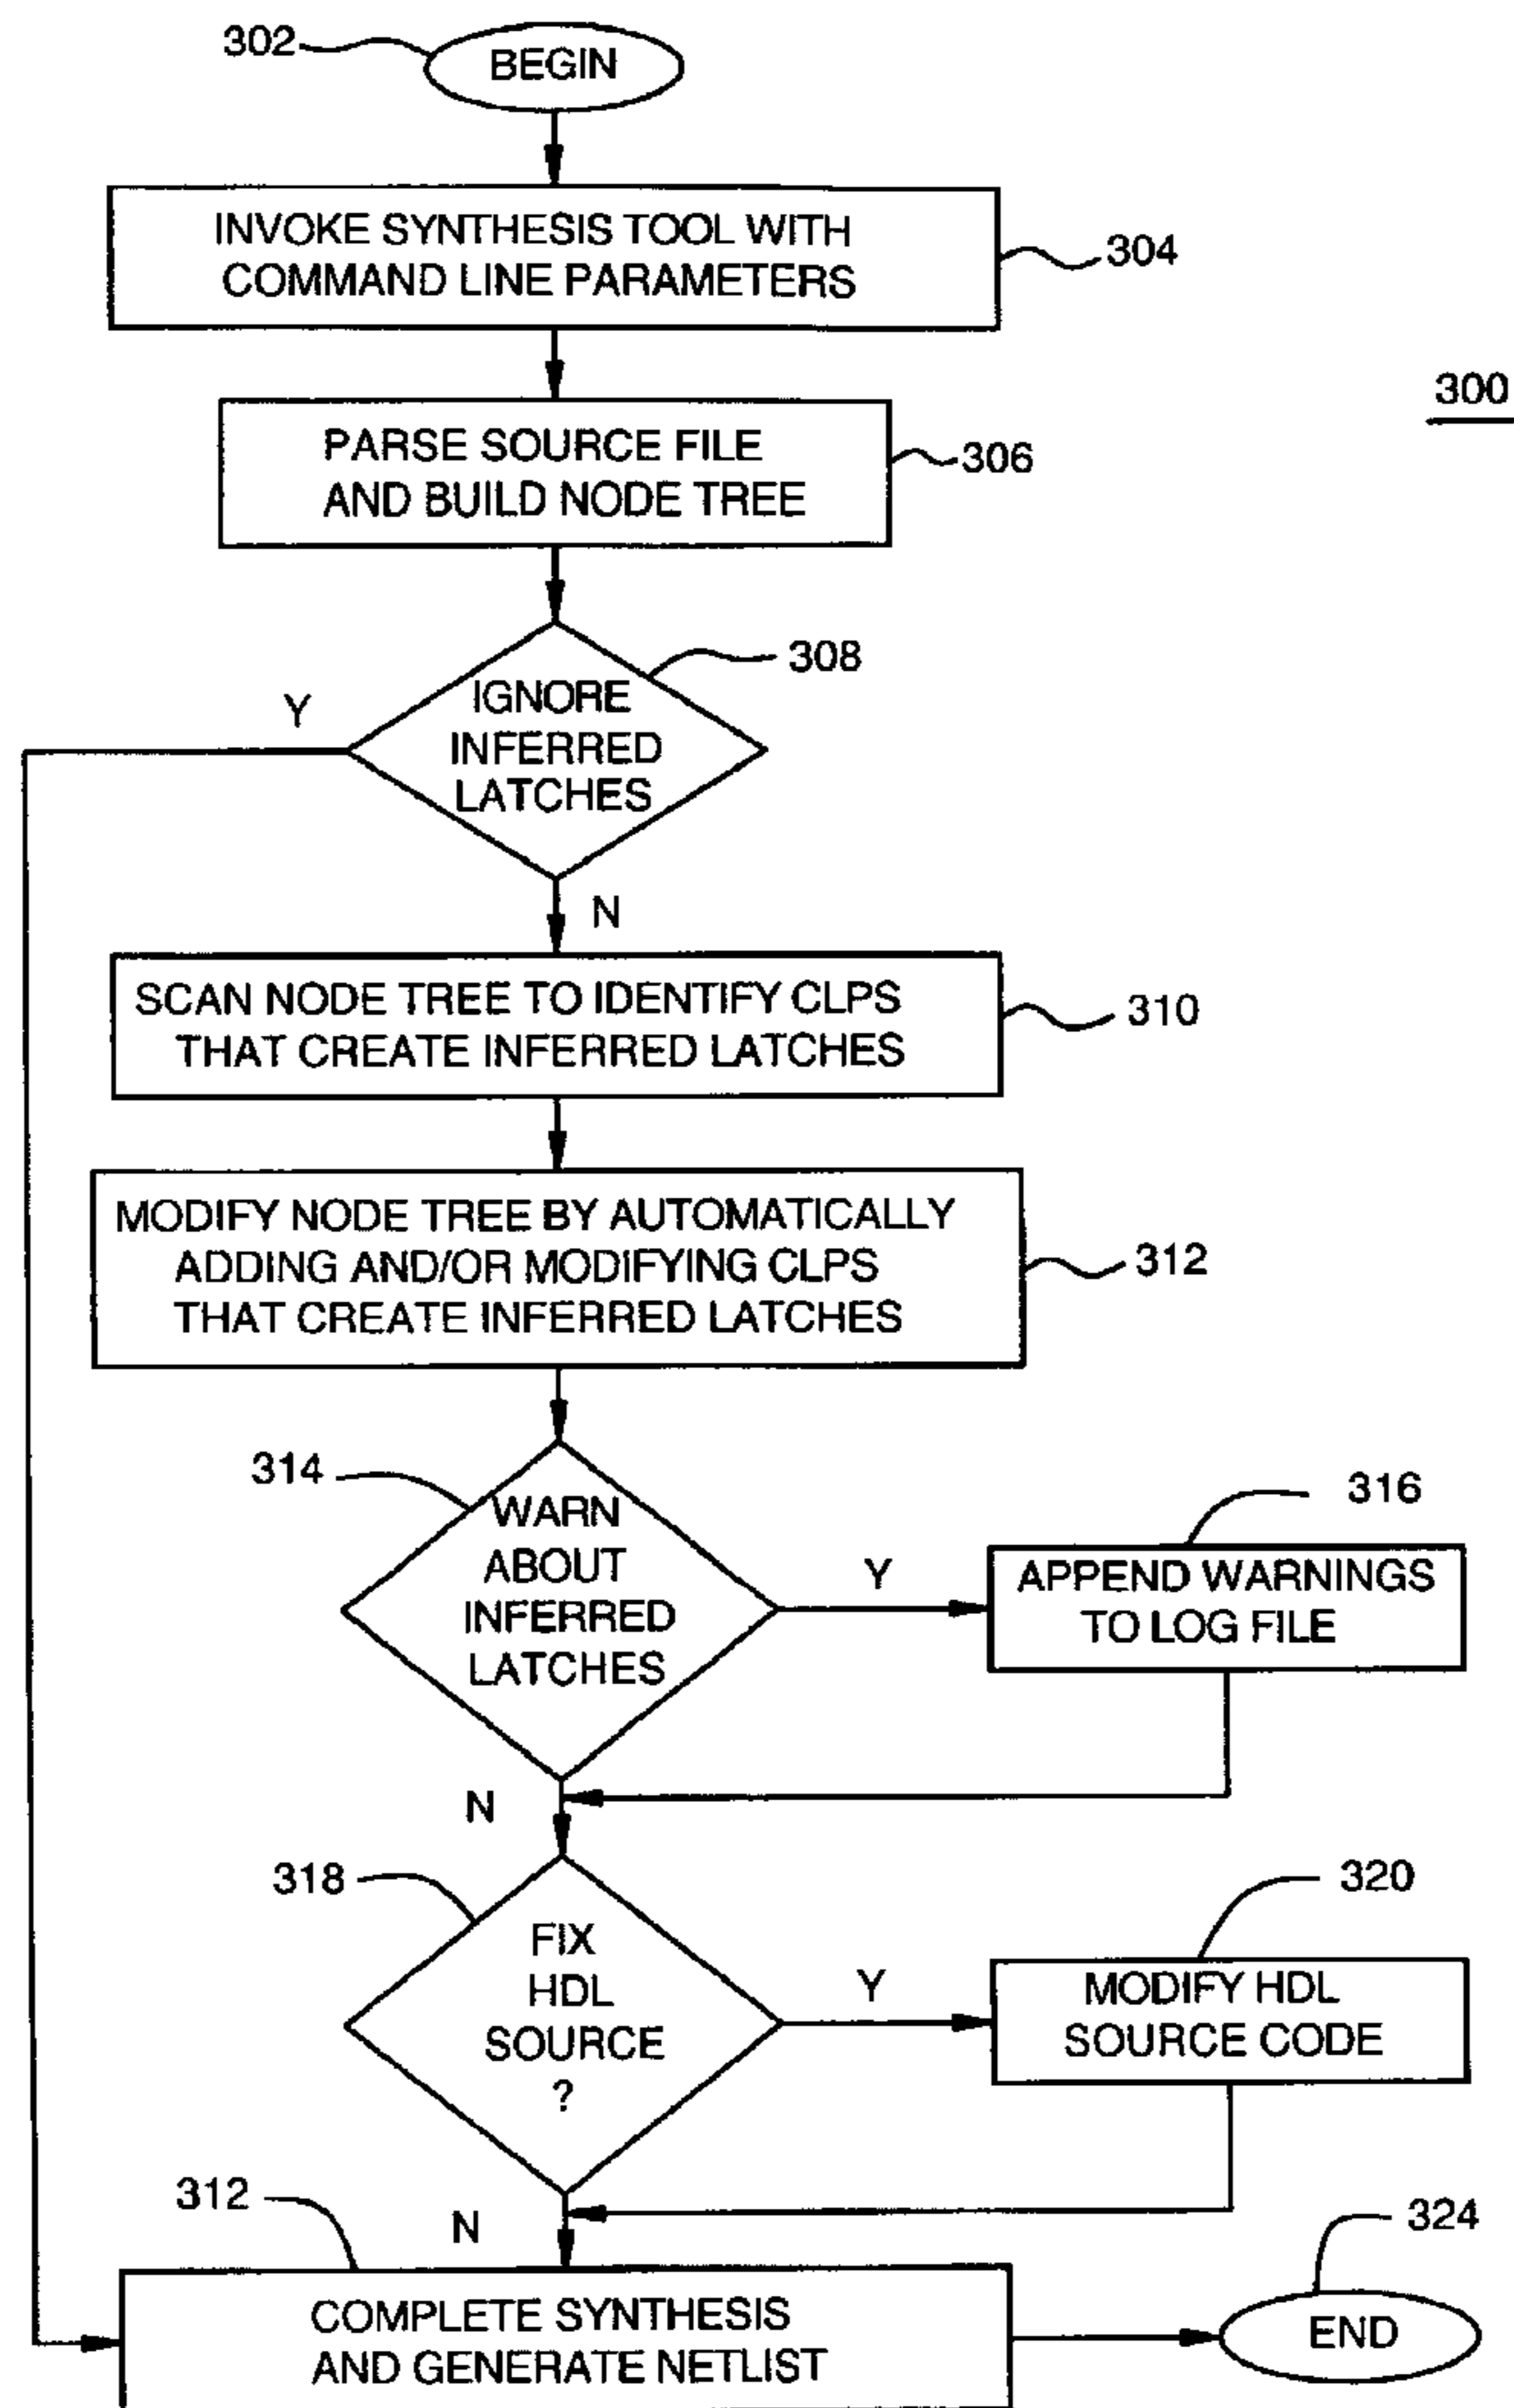 302
BEGIN
INVOKE SYNTHESIS TOOL WITH
COMMAND LINE PARAMETERS
304
300
PARSE SOURCE FILE
AND BUILD NODE TREE
306
308
Y
IGNORE
INFERRED
LATCHES
N
SCAN NODE TREE TO IDENTIFY CLPS
THAT CREATE INFERRED LATCHES
310
MODIFY NODE TREE BY AUTOMATICALLY
ADDING AND/OR MODIFYING CLPS
THAT CREATE INFERRED LATCHES
312
314
WARN
ABOUT
INFERRED
LATCHES
Y
316
APPEND WARNINGS
TO LOG FILE
N
318
FIX
HDL
SOURCE
?
Y
320
MODIFY HDL
SOURCE CODE
N
312
COMPLETE SYNTHESIS
AND GENERATE NETLIST
324
END